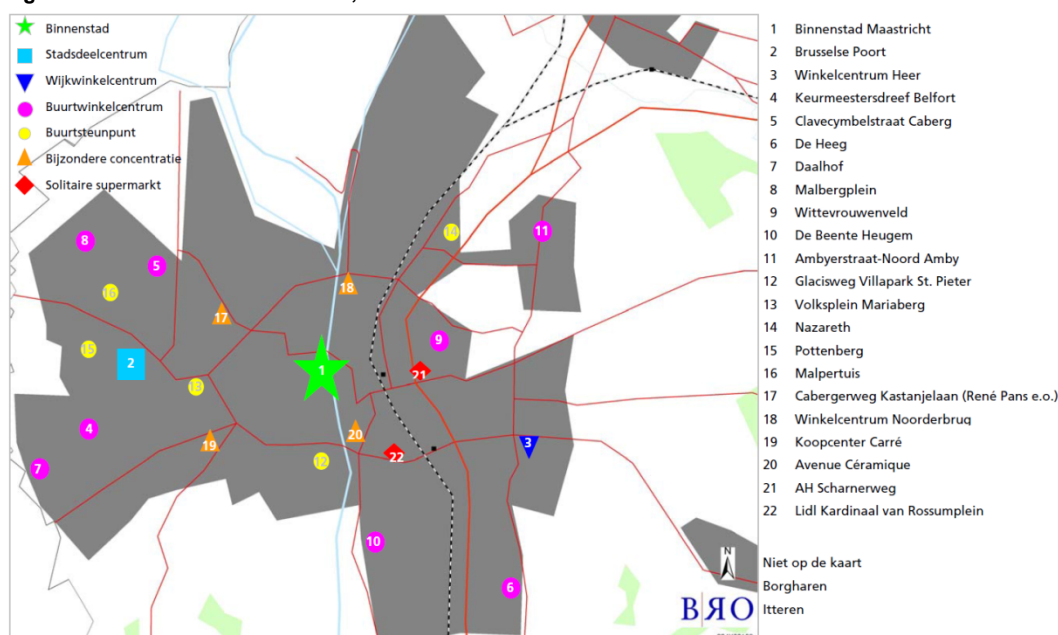 Binnenstad
Stadsdeelcentrum
Wijkwinkelcentrum
Buurtwinkelcentrum
Buurtsteunpunt
Bijzondere concentratie
Solitaire supermarkt
8
5
16
17
18
14
11
15
2
13
1
9
21
4
7
19
20
12
22
3
10
6
N
BRO
1 Binnenstad Maastricht
2 Brusselse Poort
3 Winkelcentrum Heer
4 Keurmeestersdreef Belfort
5 Clavecymbelstraat Caberg
6 De Heeg
7 Daalhof
8 Malbergplein
9 Wittevrouwenveld
10 De Beente Heugem
11 Ambyerstraat-Noord Amby
12 Glacisweg Villapark St. Pieter
13 Volksplein Mariaberg
14 Nazareth
15 Pottenberg
16 Malpertuis
17 Cabergerweg Kastanjelaan (René Pans e.o.)
18 Winkelcentrum Noorderbrug
19 Koopcenter Carré
20 Avenue Céramique
21 AH Scharnerweg
22 Lidl Kardinaal van Rossumplein
Niet op de kaart
Borgharen
Itteren